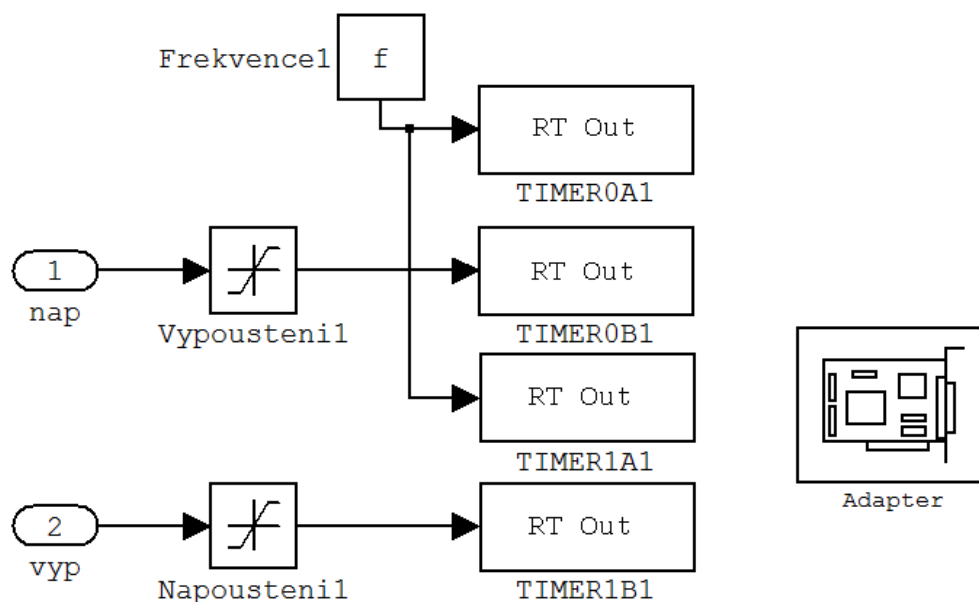 Frekvence1
f
RT Out
TIMER0A1
1
nap
Vypousteni1
RT Out
TIMER0B1
RT Out
TIMER1A1
Adapter
2
vyp
Napousteni1
RT Out
TIMER1B1